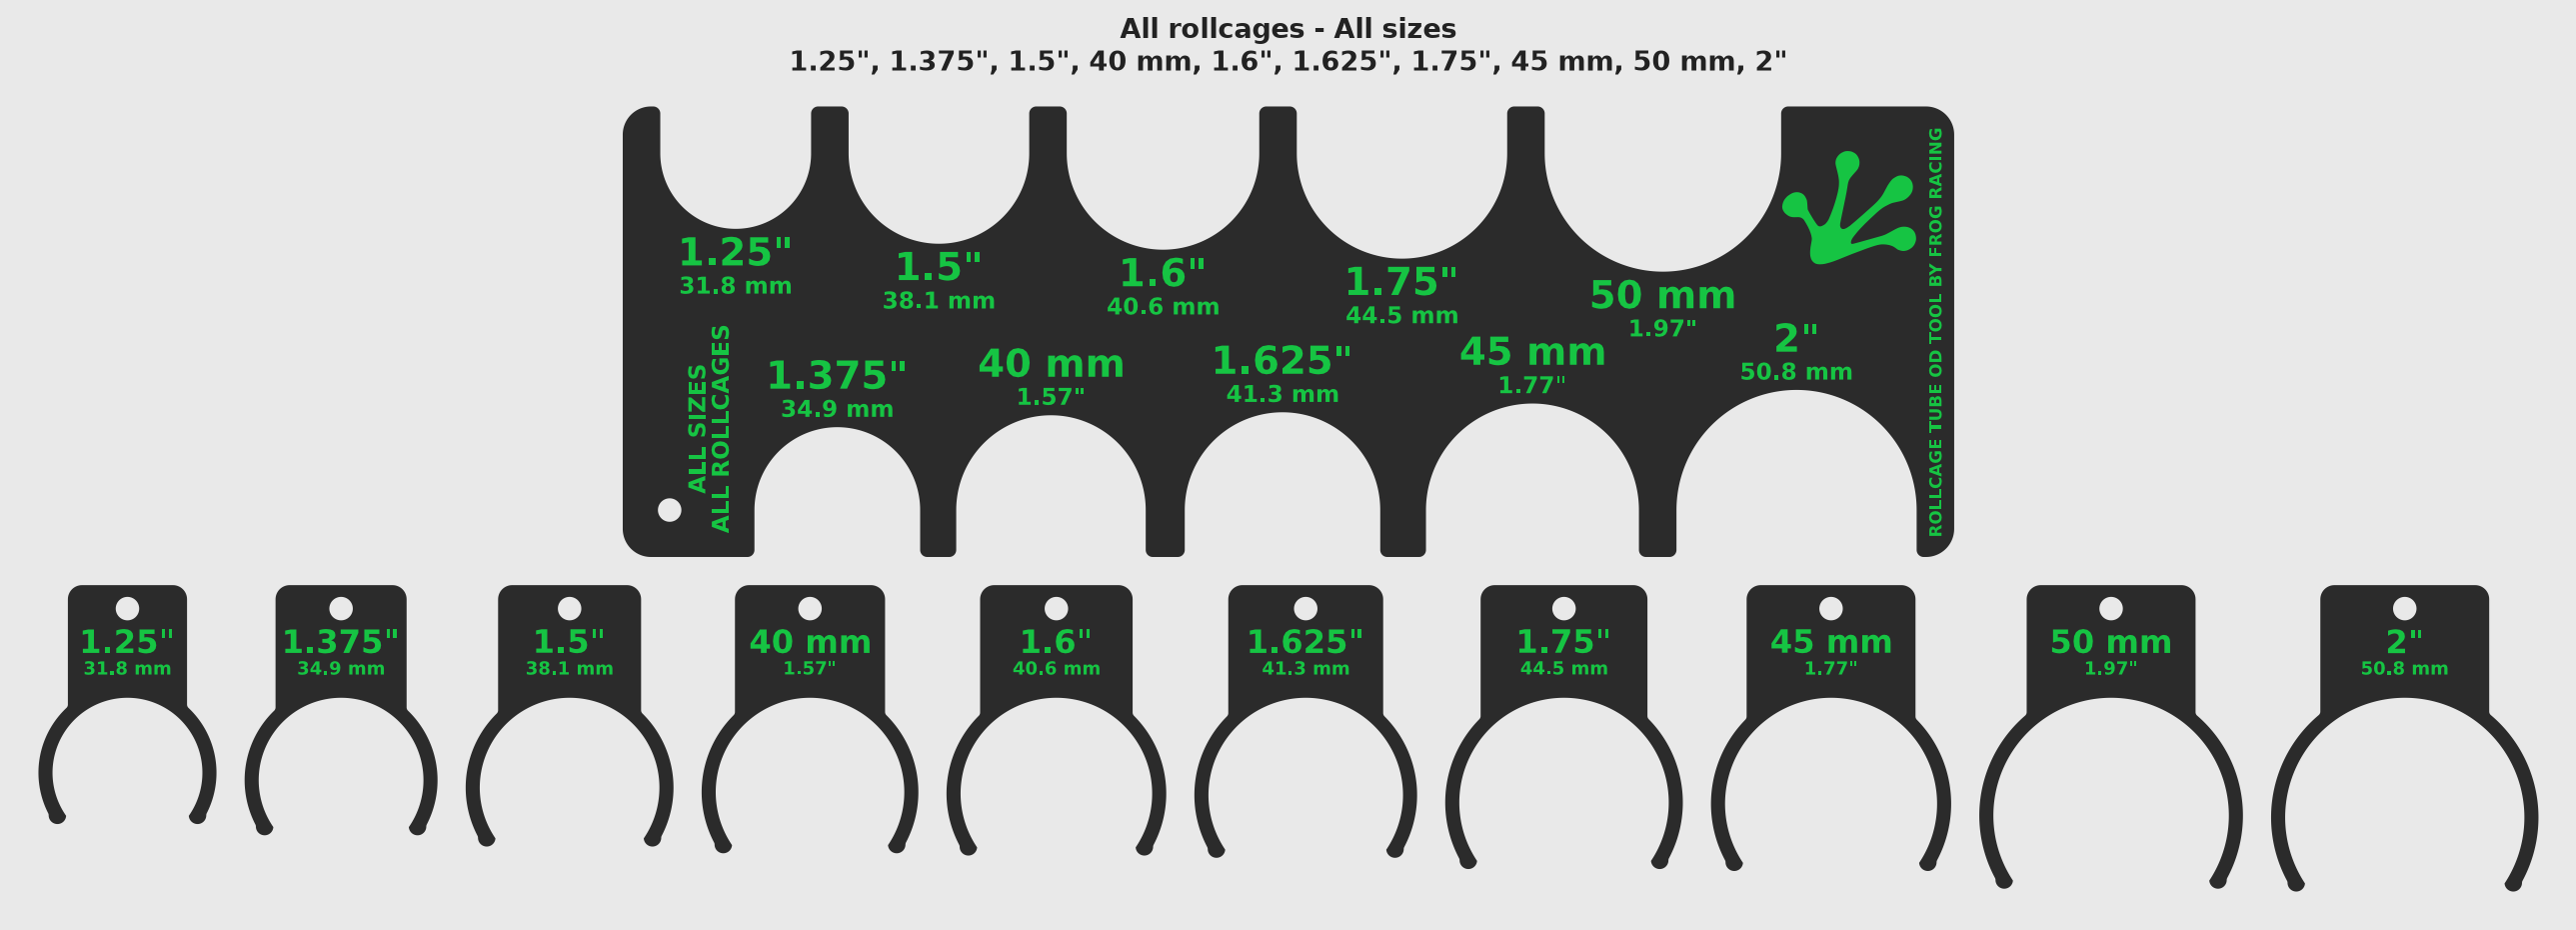 All rollcages - All sizes
1.25", 1.375", 1.5", 40 mm, 1.6", 1.625", 1.75", 45 mm, 50 mm, 2"
1.25"
31.8 mm
1.5"
38.1 mm
1.6"
40.6 mm
1.75"
44.5 mm
50 mm
1.97"
ALL SIZES
ALL ROLLCAGES
1.375"
34.9 mm
40 mm
1.57"
1.625"
41.3 mm
45 mm
1.77"
2"
50.8 mm
ROLLCAGE TUBE OD TOOL BY FROG RACING
1.25"
31.8 mm
1.375"
34.9 mm
1.5"
38.1 mm
40 mm
1.57"
1.6"
40.6 mm
1.625"
41.3 mm
1.75"
44.5 mm
45 mm
1.77"
50 mm
1.97"
2"
50.8 mm